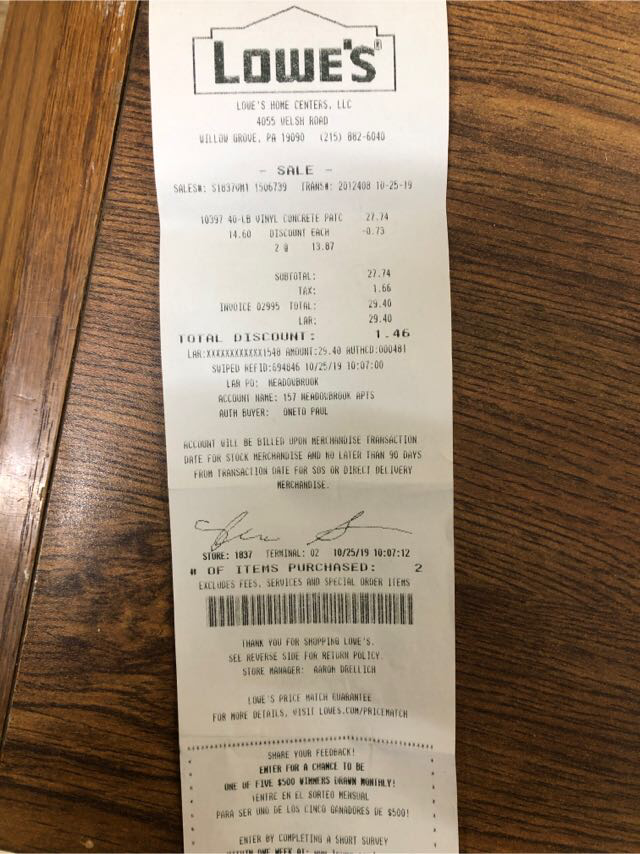 LOWE'S
LOWE'S HOME CENTERS, LLC
4055 WELSH ROAD
WILLOW GROVE, PA 19090 (215) 882-6040
- SALE -
SALES#: S1837GM1 1506739 TRANS#: 2012408 10-25-19
10397 40-LB VINYL CONCRETE PATC 27.74
14.60 DISCOUNT EACH -0.73
2 @ 13.87
SUBTOTAL: 27.74
TAX: 1.66
INVOICE 02995 TOTAL: 29.40
LAR: 29.40
TOTAL DISCOUNT: 1.46
LAR:XXXXXXXXXXXX1548 AMOUNT:29.40 AUTHCD:000481
SWIPED REFID:694846 10/25/19 10:07:00
LAR PO: MEADOWBROOK
ACCOUNT NAME: 157 MEADOWBROOK APTS
AUTH BUYER: ONETO PAUL
ACCOUNT WILL BE BILLED UPON MERCHANDISE TRANSACTION
DATE FOR STOCK MERCHANDISE AND NO LATER THAN 90 DAYS
FROM TRANSACTION DATE FOR SOS OR DIRECT DELIVERY
MERCHANDISE.
STORE: 1837 TERMINAL: 02 10/25/19 10:07:12
# OF ITEMS PURCHASED: 2
EXCLUDES FEES, SERVICES AND SPECIAL ORDER ITEMS
THANK YOU FOR SHOPPING LOWE'S.
SEE REVERSE SIDE FOR RETURN POLICY.
STORE MANAGER: AARON DRELLICH
LOWE'S PRICE MATCH GUARANTEE
FOR MORE DETAILS, VISIT LOWES.COM/PRICEMATCH
SHARE YOUR FEEDBACK!
ENTER FOR A CHANCE TO BE
ONE OF FIVE $500 WINNERS DRAWN MONTHLY!
¡ENTRE EN EL SORTEO MENSUAL
PARA SER UNO DE LOS CINCO GANADORES DE $500!
ENTER BY COMPLETING A SHORT SURVEY
WITHIN ONE WEEK AT: